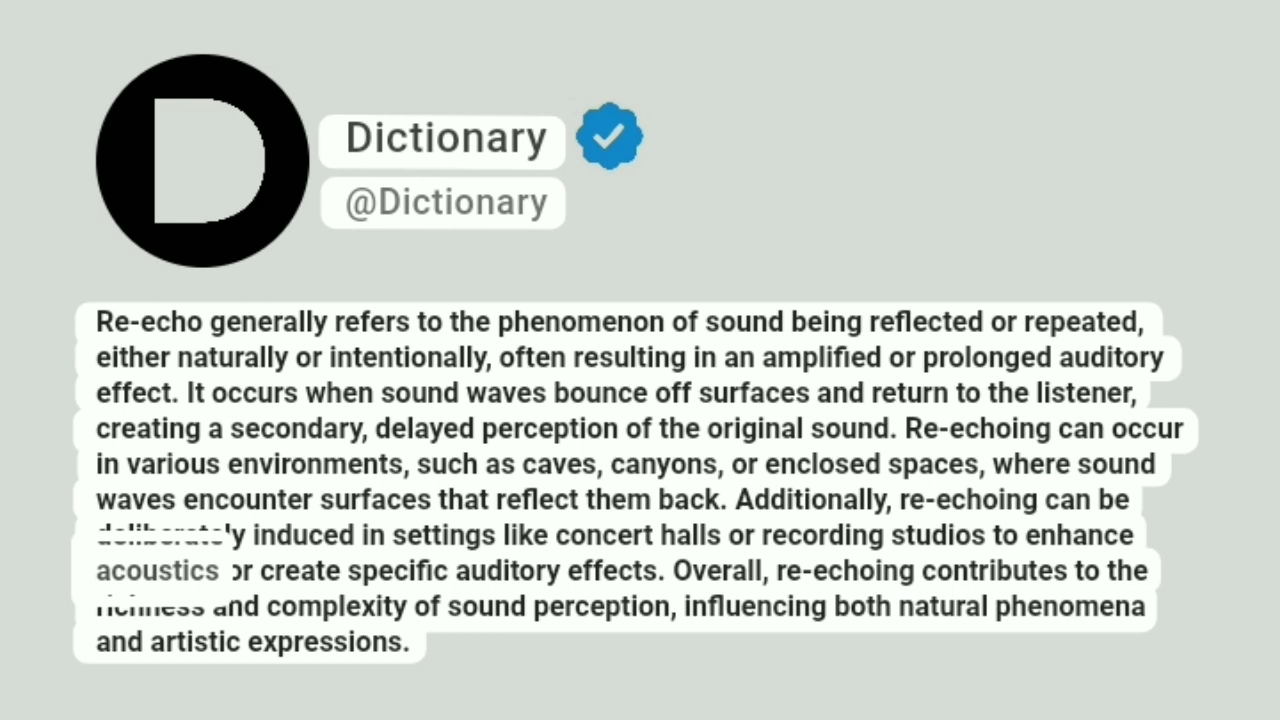 Dictionary
@Dictionary
Re-echo generally refers to the phenomenon of sound being reflected or repeated,
either naturally or intentionally, often resulting in an amplified or prolonged auditory
effect. It occurs when sound waves bounce off surfaces and return to the listener,
creating a secondary, delayed perception of the original sound. Re-echoing can occur
in various environments, such as caves, canyons, or enclosed spaces, where sound
waves encounter surfaces that reflect them back. Additionally, re-echoing can be
deliberately induced in settings like concert halls or recording studios to enhance
acoustics or create specific auditory effects. Overall, re-echoing contributes to the
richness and complexity of sound perception, influencing both natural phenomena
and artistic expressions.